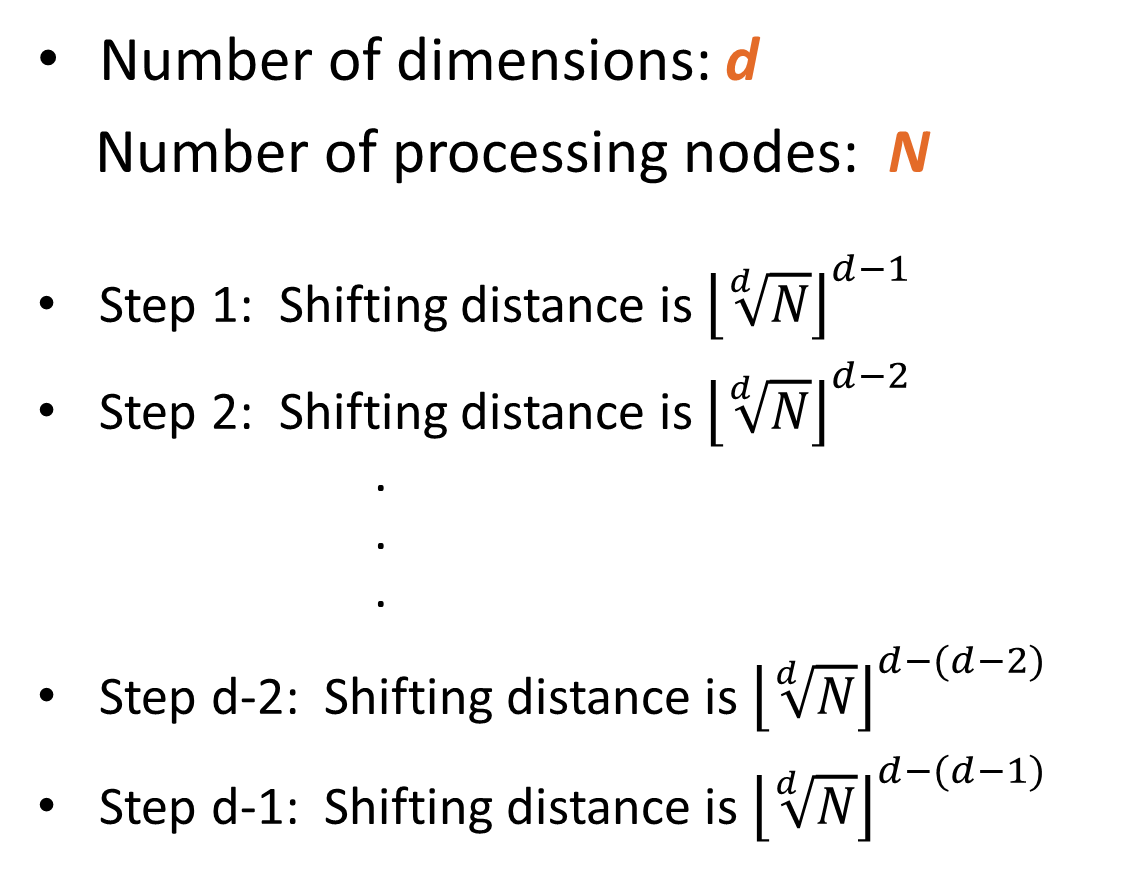 • Number of dimensions: d
Number of processing nodes: N
• Step 1: Shifting distance is ⌊ᵈ√N⌋^{d−1}
• Step 2: Shifting distance is ⌊ᵈ√N⌋^{d−2}
.
.
.
• Step d-2: Shifting distance is ⌊ᵈ√N⌋^{d−(d−2)}
• Step d-1: Shifting distance is ⌊ᵈ√N⌋^{d−(d−1)}